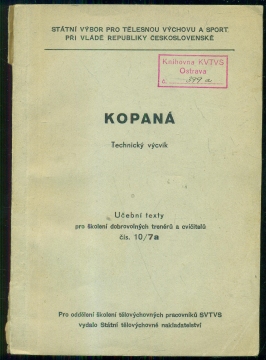 STÁTNÍ VÝBOR PRO TĚLESNOU VÝCHOVU A SPORT
PŘI VLÁDĚ REPUBLIKY ČESKOSLOVENSKÉ
Knihovna KVTVS
Ostrava
č. 399 a
KOPANÁ
Technický výcvik
Učební texty
pro školení dobrovolných trenérů a cvičitelů
čís. 10/7a
Pro oddělení školení tělovýchovných pracovníků SVTVS
vydalo Státní tělovýchovné nakladatelství